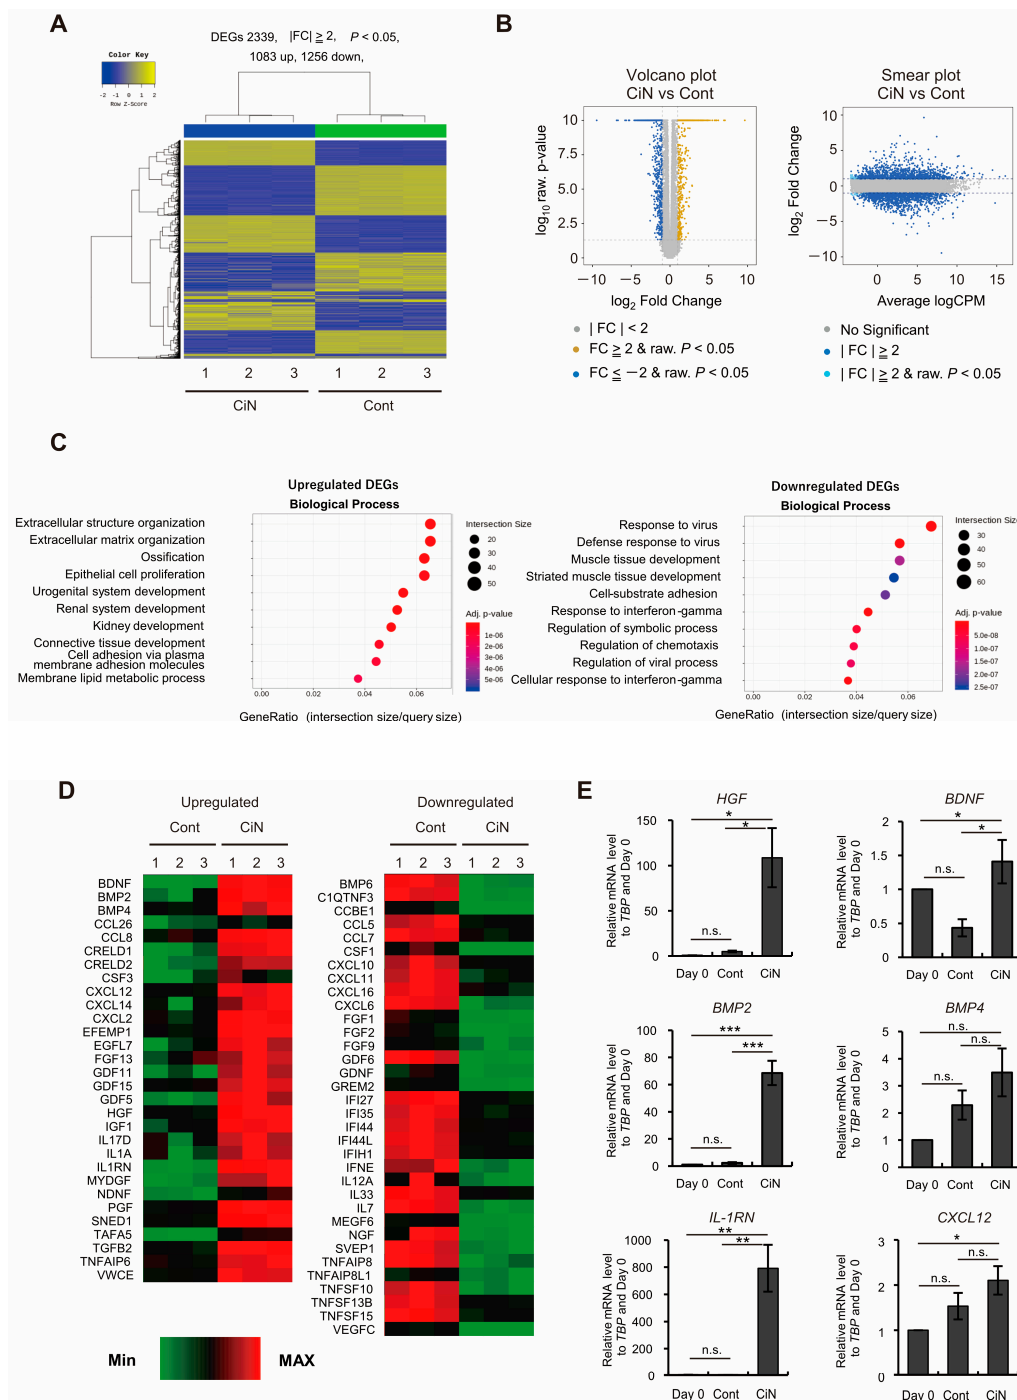 A
DEGs 2339, |FC| ≧ 2, P < 0.05,
1083 up, 1256 down,
Color Key
-2 -1 0 1 2
Row Z-Score
1 2 3 1 2 3
CiN Cont
B
Volcano plot
CiN vs Cont
log10 raw. p-value
10
7.5
5.0
2.5
0
−10 −5 0 5 10
log2 Fold Change
| FC | < 2
FC ≧ 2 & raw. P < 0.05
FC ≦ −2 & raw. P < 0.05
Smear plot
CiN vs Cont
log2 Fold Change
10
5
0
−5
−10
0 5 10 15
Average logCPM
No Significant
| FC | ≧ 2
| FC | ≧ 2 & raw. P < 0.05
C
Upregulated DEGs
Biological Process
Extracellular structure organization
Extracellular matrix organization
Ossification
Epithelial cell proliferation
Urogenital system development
Renal system development
Kidney development
Connective tissue development
Cell adhesion via plasma
membrane adhesion molecules
Membrane lipid metabolic process
0.00 0.02 0.04 0.06
GeneRatio (intersection size/query size)
Intersection Size
20
30
40
50
Adj. p-value
1e-06
2e-06
3e-06
4e-06
5e-06
Downregulated DEGs
Biological Process
Response to virus
Defense response to virus
Muscle tissue development
Striated muscle tissue development
Cell-substrate adhesion
Response to interferon-gamma
Regulation of symbolic process
Regulation of chemotaxis
Regulation of viral process
Cellular response to interferon-gamma
0.00 0.02 0.04 0.06
GeneRatio (intersection size/query size)
Intersection Size
30
40
50
60
Adj. p-value
5.0e-08
1.0e-07
1.5e-07
2.0e-07
2.5e-07
D
Upregulated
Cont CiN
1 2 3 1 2 3
BDNF
BMP2
BMP4
CCL26
CCL8
CRELD1
CRELD2
CSF3
CXCL12
CXCL14
CXCL2
EFEMP1
EGFL7
FGF13
GDF11
GDF15
GDF5
HGF
IGF1
IL17D
IL1A
IL1RN
MYDGF
NDNF
PGF
SNED1
TAFA5
TGFB2
TNFAIP6
VWCE
Min MAX
Downregulated
Cont CiN
1 2 3 1 2 3
BMP6
C1QTNF3
CCBE1
CCL5
CCL7
CSF1
CXCL10
CXCL11
CXCL16
CXCL6
FGF1
FGF2
FGF9
GDF6
GDNF
GREM2
IFI27
IFI35
IFI44
IFI44L
IFIH1
IFNE
IL12A
IL33
IL7
MEGF6
NGF
SVEP1
TNFAIP8
TNFAIP8L1
TNFSF10
TNFSF13B
TNFSF15
VEGFC
E
HGF
Relative mRNA level
to TBP and Day 0
150
100
50
0
*
*
n.s.
Day 0 Cont CiN
BDNF
Relative mRNA level
to TBP and Day 0
2
1.5
1
0.5
0
*
*
n.s.
Day 0 Cont CiN
BMP2
Relative mRNA level
to TBP and Day 0
100
80
60
40
20
0
***
***
n.s.
Day 0 Cont CiN
BMP4
Relative mRNA level
to TBP and Day 0
5
4
3
2
1
0
n.s.
n.s.
n.s.
Day 0 Cont CiN
IL-1RN
Relative mRNA level
to TBP and Day 0
1000
800
600
400
200
0
**
**
n.s.
Day 0 Cont CiN
CXCL12
Relative mRNA level
to TBP and Day 0
3
2
1
0
*
n.s.
n.s.
Day 0 Cont CiN